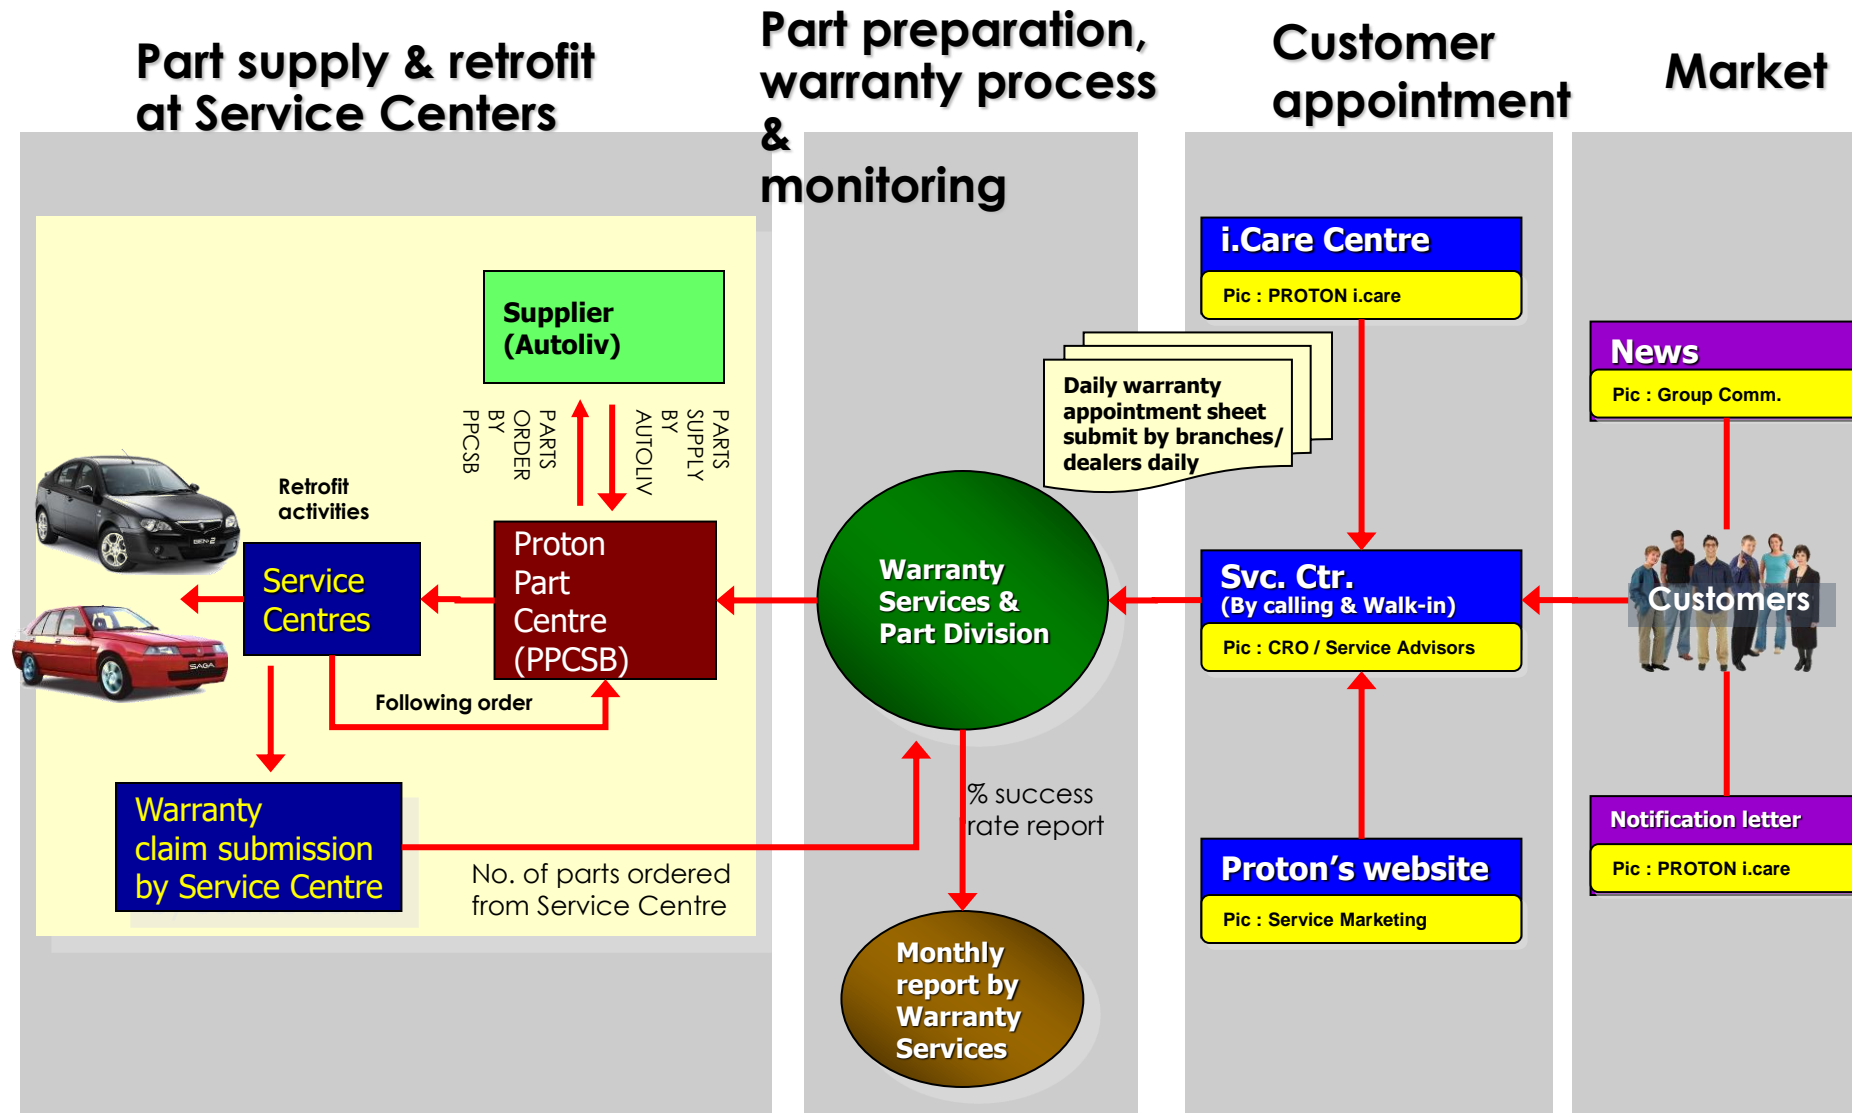 Part supply & retrofit
at Service Centers
Part preparation,
warranty process
&
monitoring
Customer
appointment
Market
Supplier
(Autoliv)
PARTS
ORDER
BY
PPCSB
PARTS
SUPPLY
BY
AUTOLIV
Retrofit
activities
Service
Centres
Proton
Part
Centre
(PPCSB)
Following order
Warranty
claim submission
by Service Centre
No. of parts ordered
from Service Centre
SAGA
Warranty
Services &
Part Division
% success
rate report
Monthly
report by
Warranty
Services
Daily warranty
appointment sheet
submit by branches/
dealers daily
i.Care Centre
Pic : PROTON i.care
Svc. Ctr.
(By calling & Walk-in)
Pic : CRO / Service Advisors
Proton's website
Pic : Service Marketing
News
Pic : Group Comm.
Customers
Notification letter
Pic : PROTON i.care